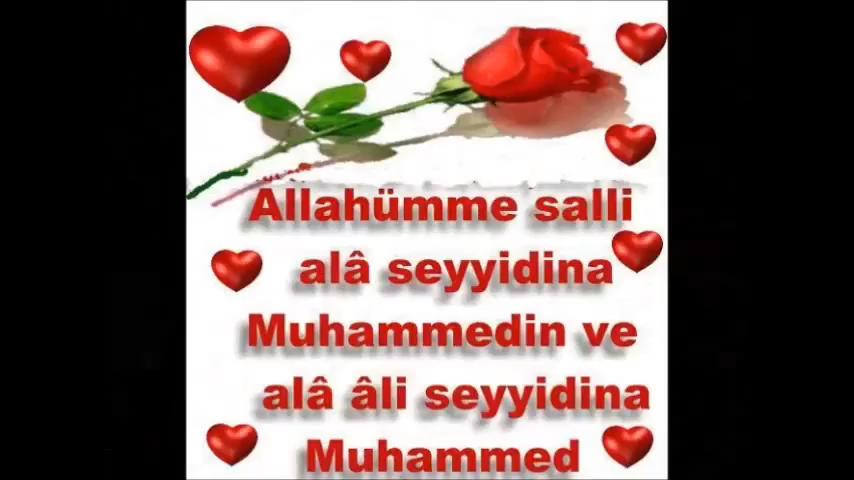 Allahümme salli
alâ seyyidina
Muhammedin ve
alâ âli seyyidina
Muhammed